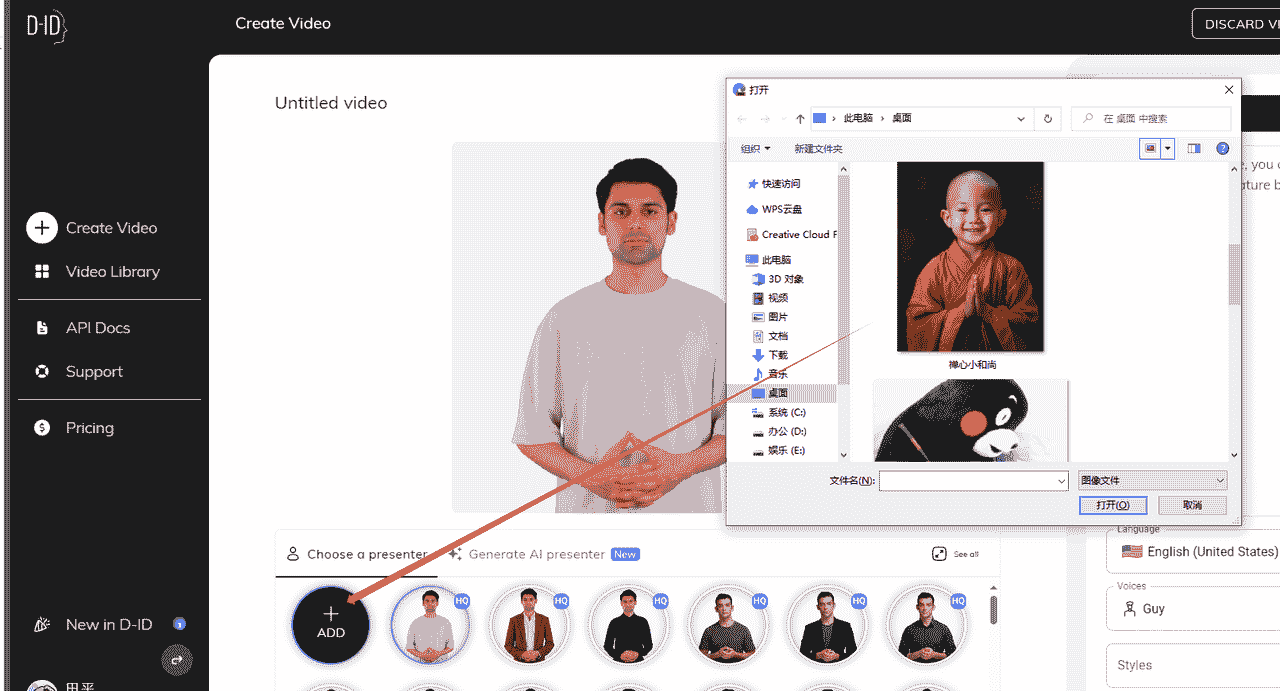 D-ID
Create Video
DISCARD VI
Untitled video
打开
此电脑 › 桌面
在 桌面 中搜索
组织
新建文件夹
快速访问
WPS云盘
Creative Cloud F
此电脑
3D 对象
视频
图片
文档
下载
音乐
桌面
系统 (C:)
办公 (D:)
娱乐 (E:)
禅心小和尚
文件名(N):
图像文件
打开(O)
取消
e, you c
ature b
Create Video
Video Library
API Docs
Support
Pricing
Choose a presenter
Generate AI presenter
New
See all
Language
English (United States)
Voices
Guy
Styles
ADD
HQ
HQ
HQ
HQ
HQ
HQ
New in D-ID
1